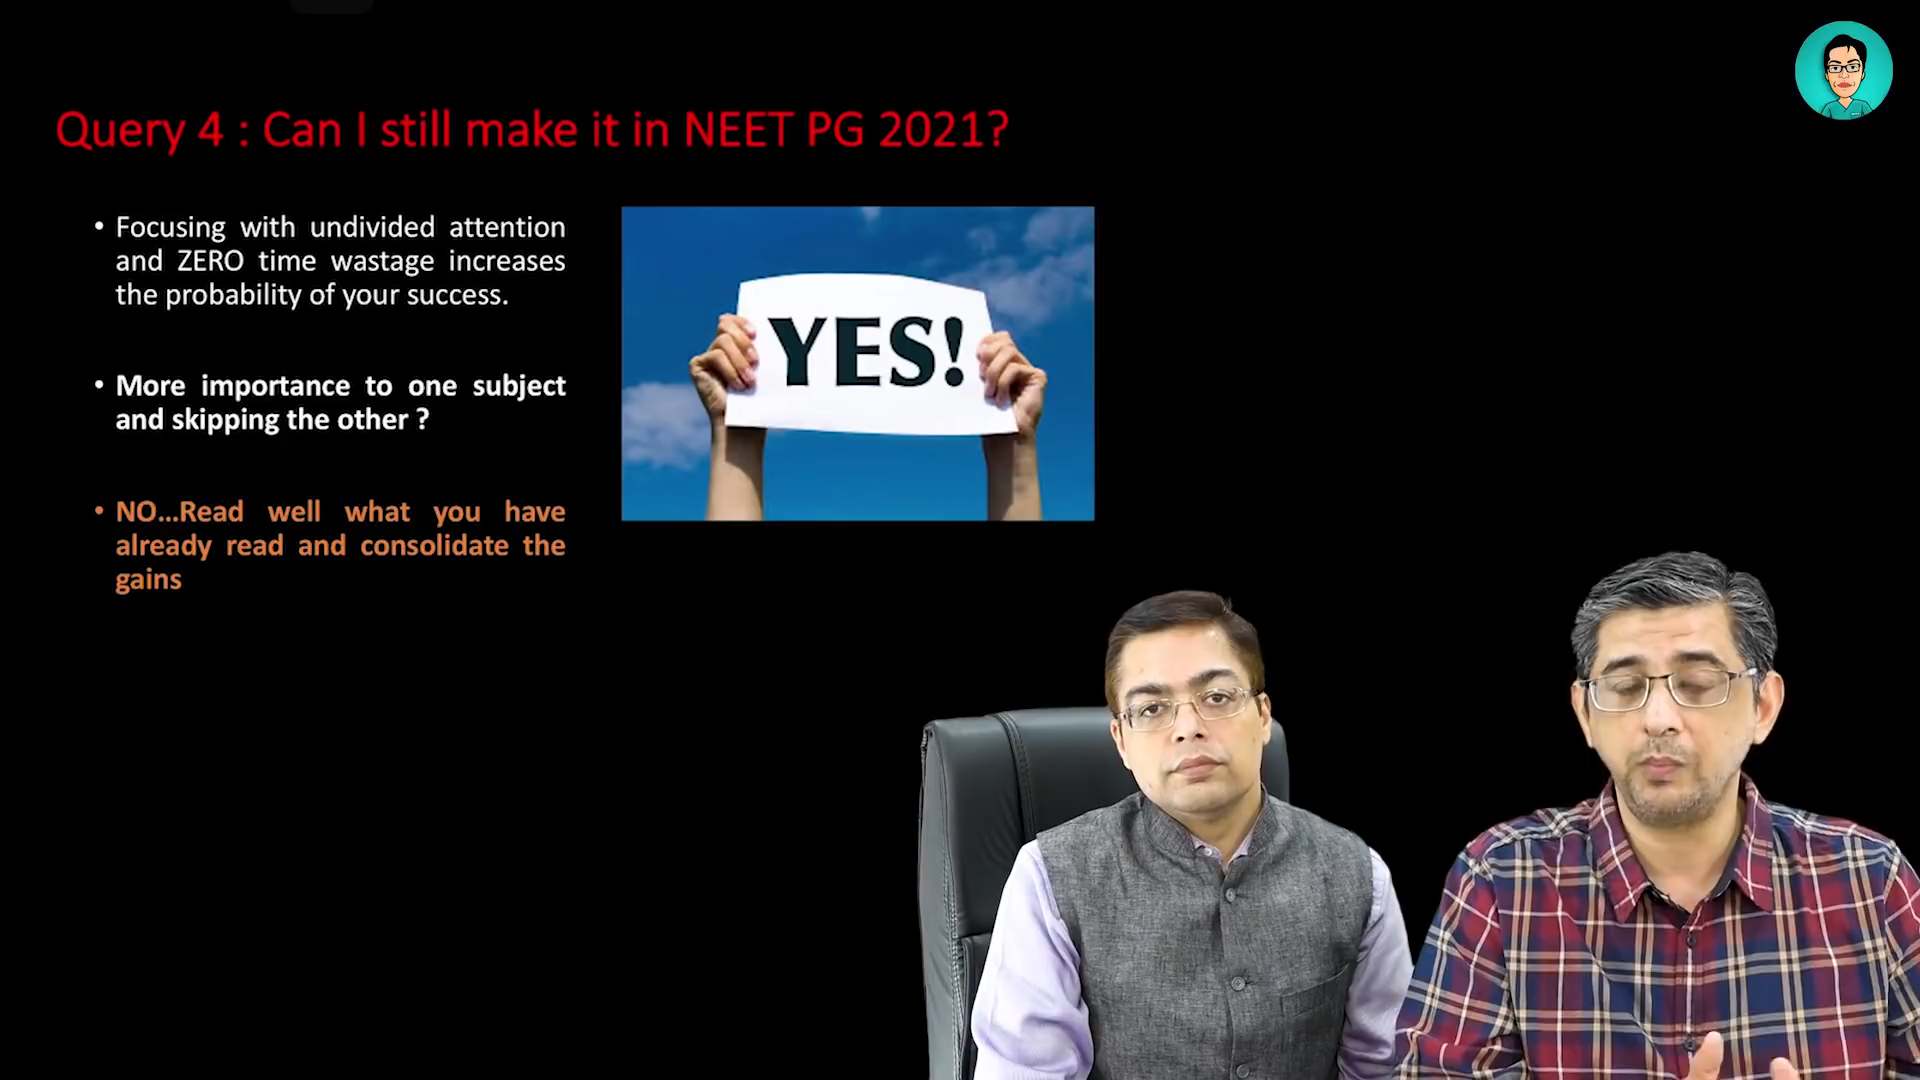 Query 4 : Can I still make it in NEET PG 2021?
• Focusing with undivided attention
and ZERO time wastage increases
the probability of your success.
• More importance to one subject
and skipping the other ?
• NO...Read well what you have
already read and consolidate the
gains
YES!